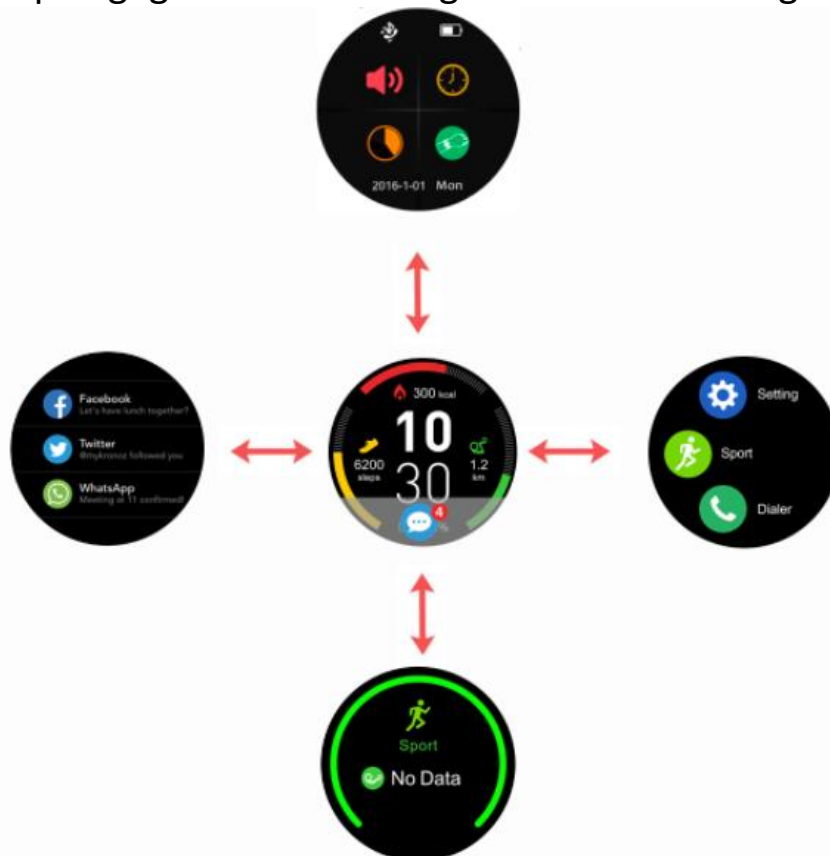 2016-1-01 Mon
Facebook
Let's have lunch together?
Twitter
@mykronoz followed you
WhatsApp
Meeting at 11 confirmed!
300 kcal
10
6200
steps
1.2
km
30
4
%
Setting
Sport
Dialer
Sport
No Data